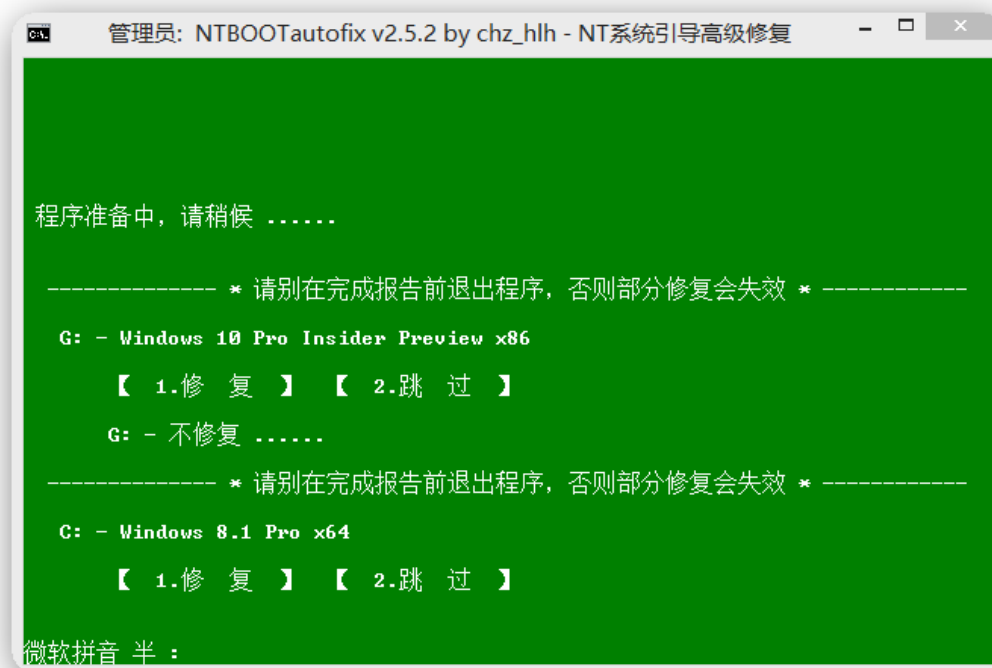 管理员: NTBOOTautofix v2.5.2 by chz_hlh - NT系统引导高级修复
程序准备中，请稍候 ......
-------------- * 请别在完成报告前退出程序，否则部分修复会失效 * ------------
G: - Windows 10 Pro Insider Preview x86
【 1.修 复 】 【 2.跳 过 】
G: - 不修复 ......
-------------- * 请别在完成报告前退出程序，否则部分修复会失效 * ------------
C: - Windows 8.1 Pro x64
【 1.修 复 】 【 2.跳 过 】
微软拼音 半 :